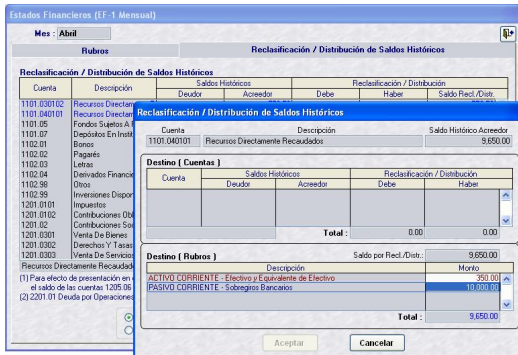 Estados Financieros (EF-1 Mensual)
Mes : Abril
Rubros
Reclasificación / Distribución de Saldos Históricos
Reclasificación / Distribución de Saldos Históricos
Cuenta Descripción Saldos Históricos Reclasificación / Distribución
Deudor Acreedor Debe Haber Saldo Recl./Distr.
1101.030102 Recursos Directam
1101.040101 Recursos Directam
1101.05 Fondos Sujetos A
1101.07 Depósitos En Instit
1102.01 Bonos
1102.02 Pagarés
1102.03 Letras
1102.04 Derivados Financie
1102.98 Otros
1102.99 Inversiones Dispor
1201.0101 Impuestos
1201.0102 Contribuciones Obl
1201.02 Contribuciones Soc
1201.0301 Venta De Bienes
1201.0302 Derechos Y Tasas
1201.0303 Venta De Servicios
Recursos Directamente Recaudad
(1) Para efecto de presentación en
el saldo de las cuentas 1205.06
(2) 2201.01 Deuda por Operaciones
Reclasificación / Distribución de Saldos Históricos
Cuenta Descripción Saldo Histórico Acreedor
1101.040101 Recursos Directamente Recaudados 9,650.00
Destino ( Cuentas )
Cuenta Saldos Históricos Reclasificación / Distribución
Deudor Acreedor Debe Haber
Total : 0.00 0.00
Destino ( Rubros ) Saldo por Recl./Distr.: 9,650.00
Descripción Monto
ACTIVO CORRIENTE - Efectivo y Equivalente de Efectivo 350.00
PASIVO CORRIENTE - Sobregiros Bancarios 10,000.00
Total : 9,650.00
Aceptar Cancelar